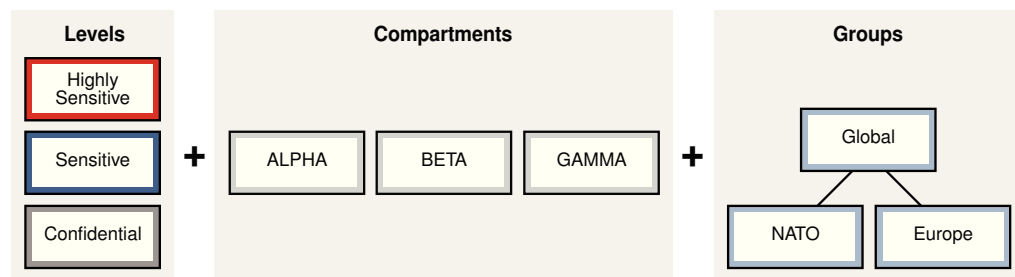 Levels
Highly
Sensitive
Sensitive
Confidential
+
Compartments
ALPHA
BETA
GAMMA
+
Groups
Global
NATO
Europe